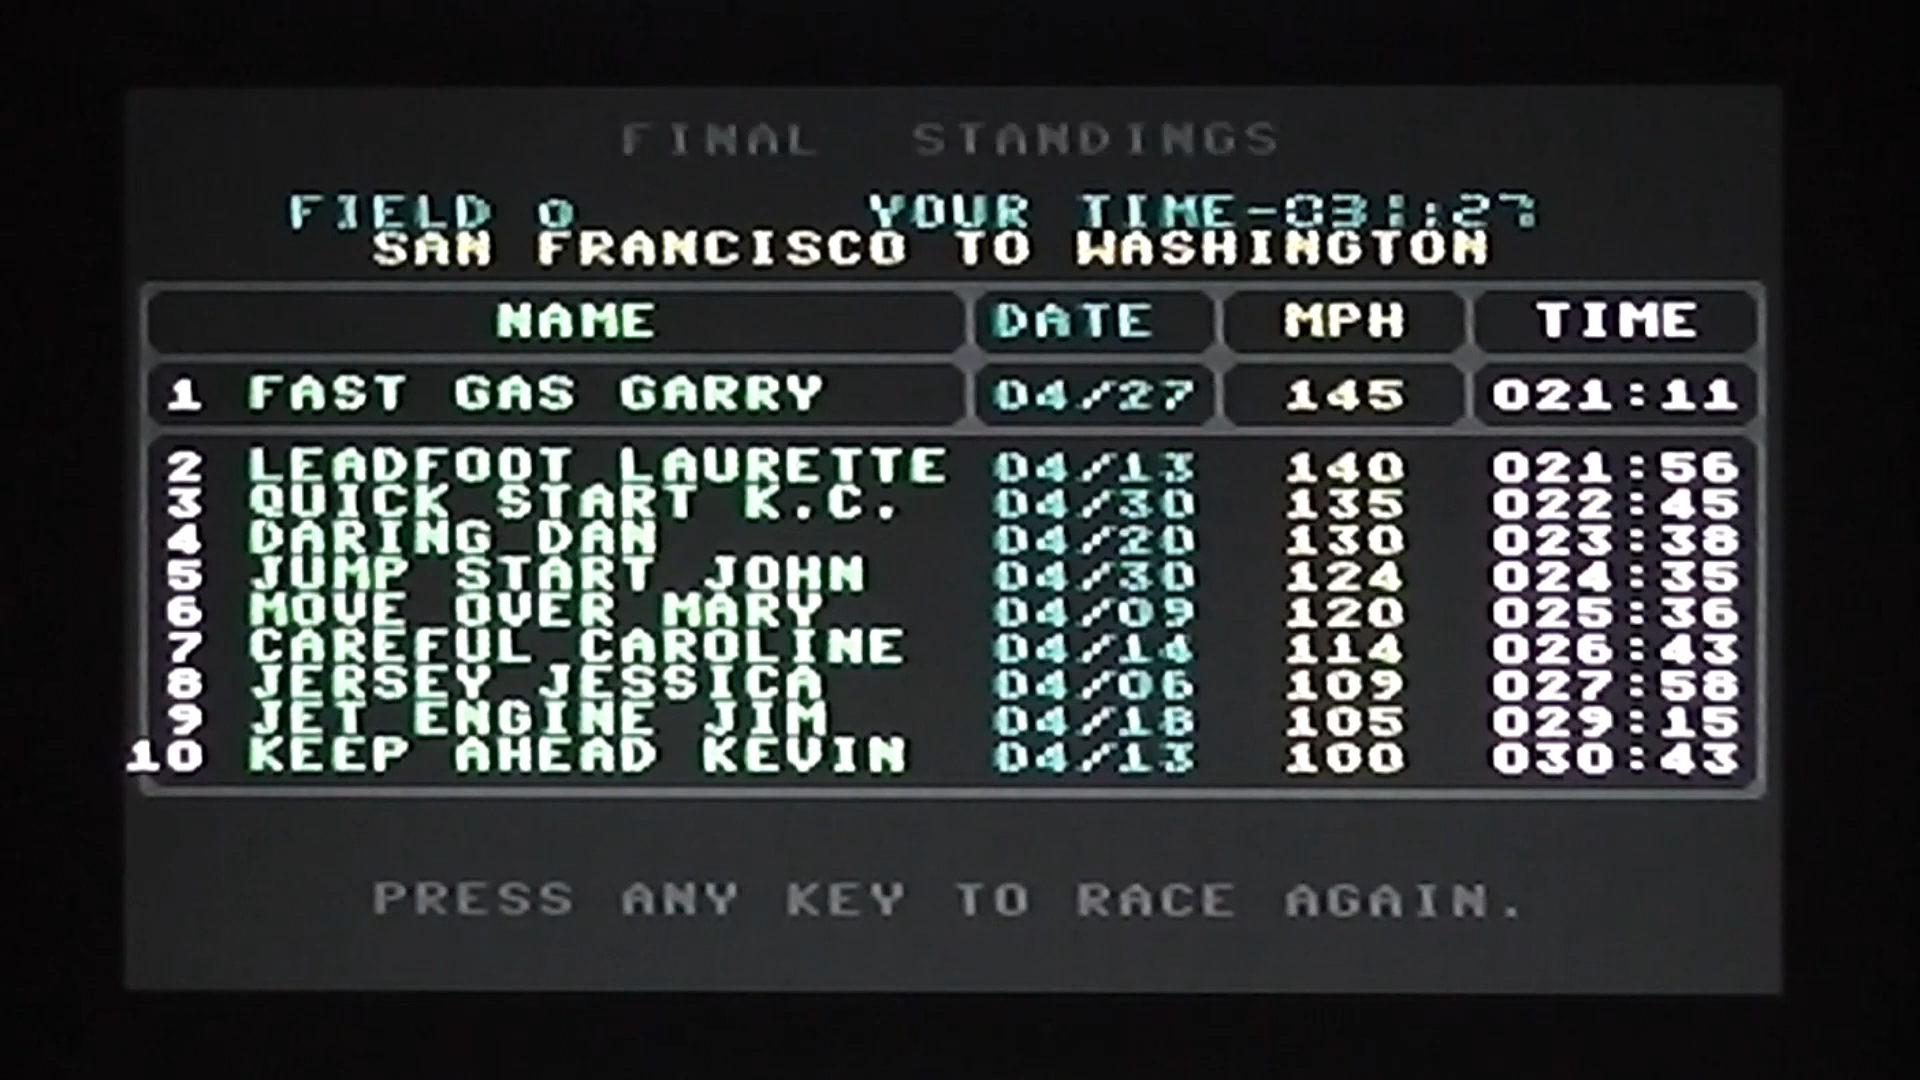 FINAL STANDINGS
FIELD 0 YOUR TIME-031:27
SAN FRANCISCO TO WASHINGTON
NAME DATE MPH TIME
1 FAST GAS GARRY 04/27 145 021:11
2 LEADFOOT LAURETTE 04/13 140 021:56
3 QUICK START K.C. 04/30 135 022:45
4 DARING DAN 04/20 130 023:38
5 JUMP START JOHN 04/30 124 024:35
6 MOVE OVER MARY 04/09 120 025:36
7 CAREFUL CAROLINE 04/14 114 026:43
8 JERSEY JESSICA 04/06 109 027:58
9 JET ENGINE JIM 04/18 105 029:15
10 KEEP AHEAD KEVIN 04/13 100 030:43
PRESS ANY KEY TO RACE AGAIN.